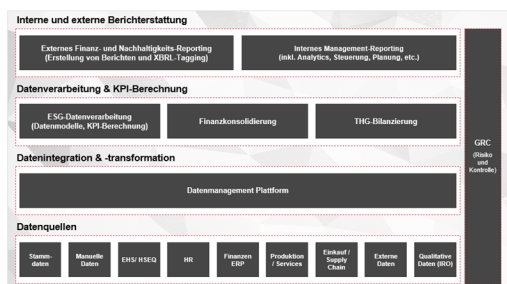 Interne und externe Berichterstattung
Externes Finanz- und Nachhaltigkeits-Reporting
(Erstellung von Berichten und XBRL-Tagging)
Internes Management-Reporting
(inkl. Analytics, Steuerung, Planung, etc.)
Datenverarbeitung & KPI-Berechnung
ESG-Datenverarbeitung
(Datenmodelle, KPI-Berechnung)
Finanzkonsolidierung
THG-Bilanzierung
Datenintegration & -transformation
Datenmanagement Plattform
Datenquellen
Stamm-
daten
Manuelle
Daten
EHS/ HSEQ
HR
Finanzen
ERP
Produktion
/ Services
Einkauf /
Supply
Chain
Externe
Daten
Qualitative
Daten (IRO)
GRC
(Risiko
und
Kontrolle)